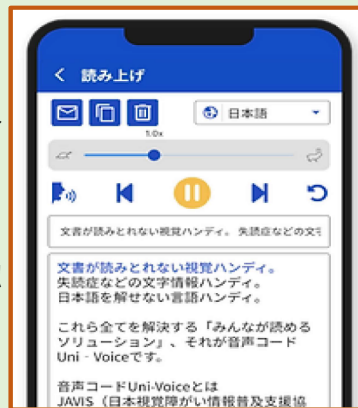 読み上げ
日本語
1.0x
文書が読みとれない視覚ハンディ。 失読症などの文
文書が読みとれない視覚ハンディ。
失読症などの文字情報ハンディ。
日本語を解せない言語ハンディ。
これら全てを解決する「みんなが読める
ソリューション」、それが音声コード
Uni‐Voiceです。
音声コードUni-Voiceとは
JAVIS（日本視覚障がい情報普及支援協